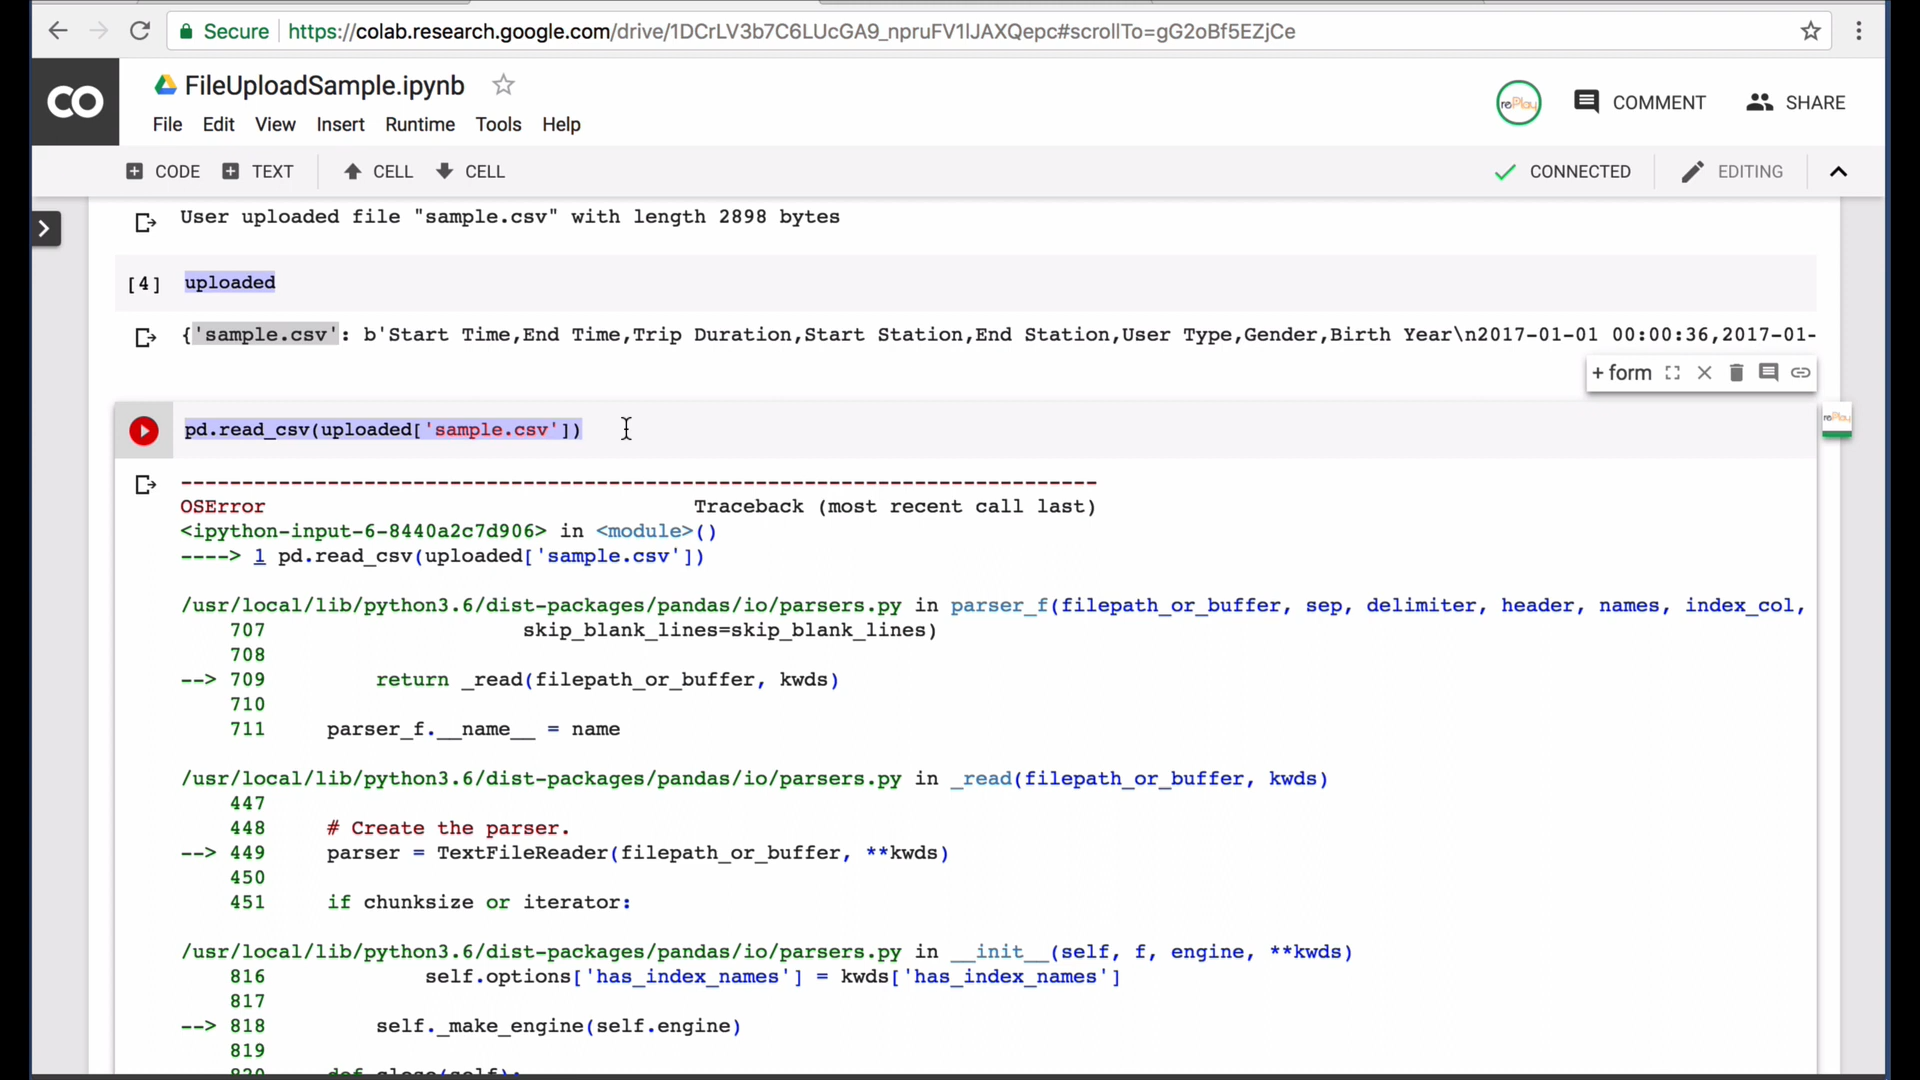 Secure https://colab.research.google.com/drive/1DCrLV3b7C6LUcGA9_npruFV1lJAXQepc#scrollTo=gG2oBf5EZjCe
CO FileUploadSample.ipynb
rePlay COMMENT SHARE
File Edit View Insert Runtime Tools Help
CODE TEXT CELL CELL CONNECTED EDITING
User uploaded file "sample.csv" with length 2898 bytes
[4] uploaded
{'sample.csv': b'Start Time,End Time,Trip Duration,Start Station,End Station,User Type,Gender,Birth Year\n2017-01-01 00:00:36,2017-01-
+ form
pd.read_csv(uploaded['sample.csv'])
rePlay
---------------------------------------------------------------------------
OSError Traceback (most recent call last)
<ipython-input-6-8440a2c7d906> in <module>()
----> 1 pd.read_csv(uploaded['sample.csv'])
/usr/local/lib/python3.6/dist-packages/pandas/io/parsers.py in parser_f(filepath_or_buffer, sep, delimiter, header, names, index_col,
707 skip_blank_lines=skip_blank_lines)
708
--> 709 return _read(filepath_or_buffer, kwds)
710
711 parser_f.__name__ = name
/usr/local/lib/python3.6/dist-packages/pandas/io/parsers.py in _read(filepath_or_buffer, kwds)
447
448 # Create the parser.
--> 449 parser = TextFileReader(filepath_or_buffer, **kwds)
450
451 if chunksize or iterator:
/usr/local/lib/python3.6/dist-packages/pandas/io/parsers.py in __init__(self, f, engine, **kwds)
816 self.options['has_index_names'] = kwds['has_index_names']
817
--> 818 self._make_engine(self.engine)
819
820 def close(self):